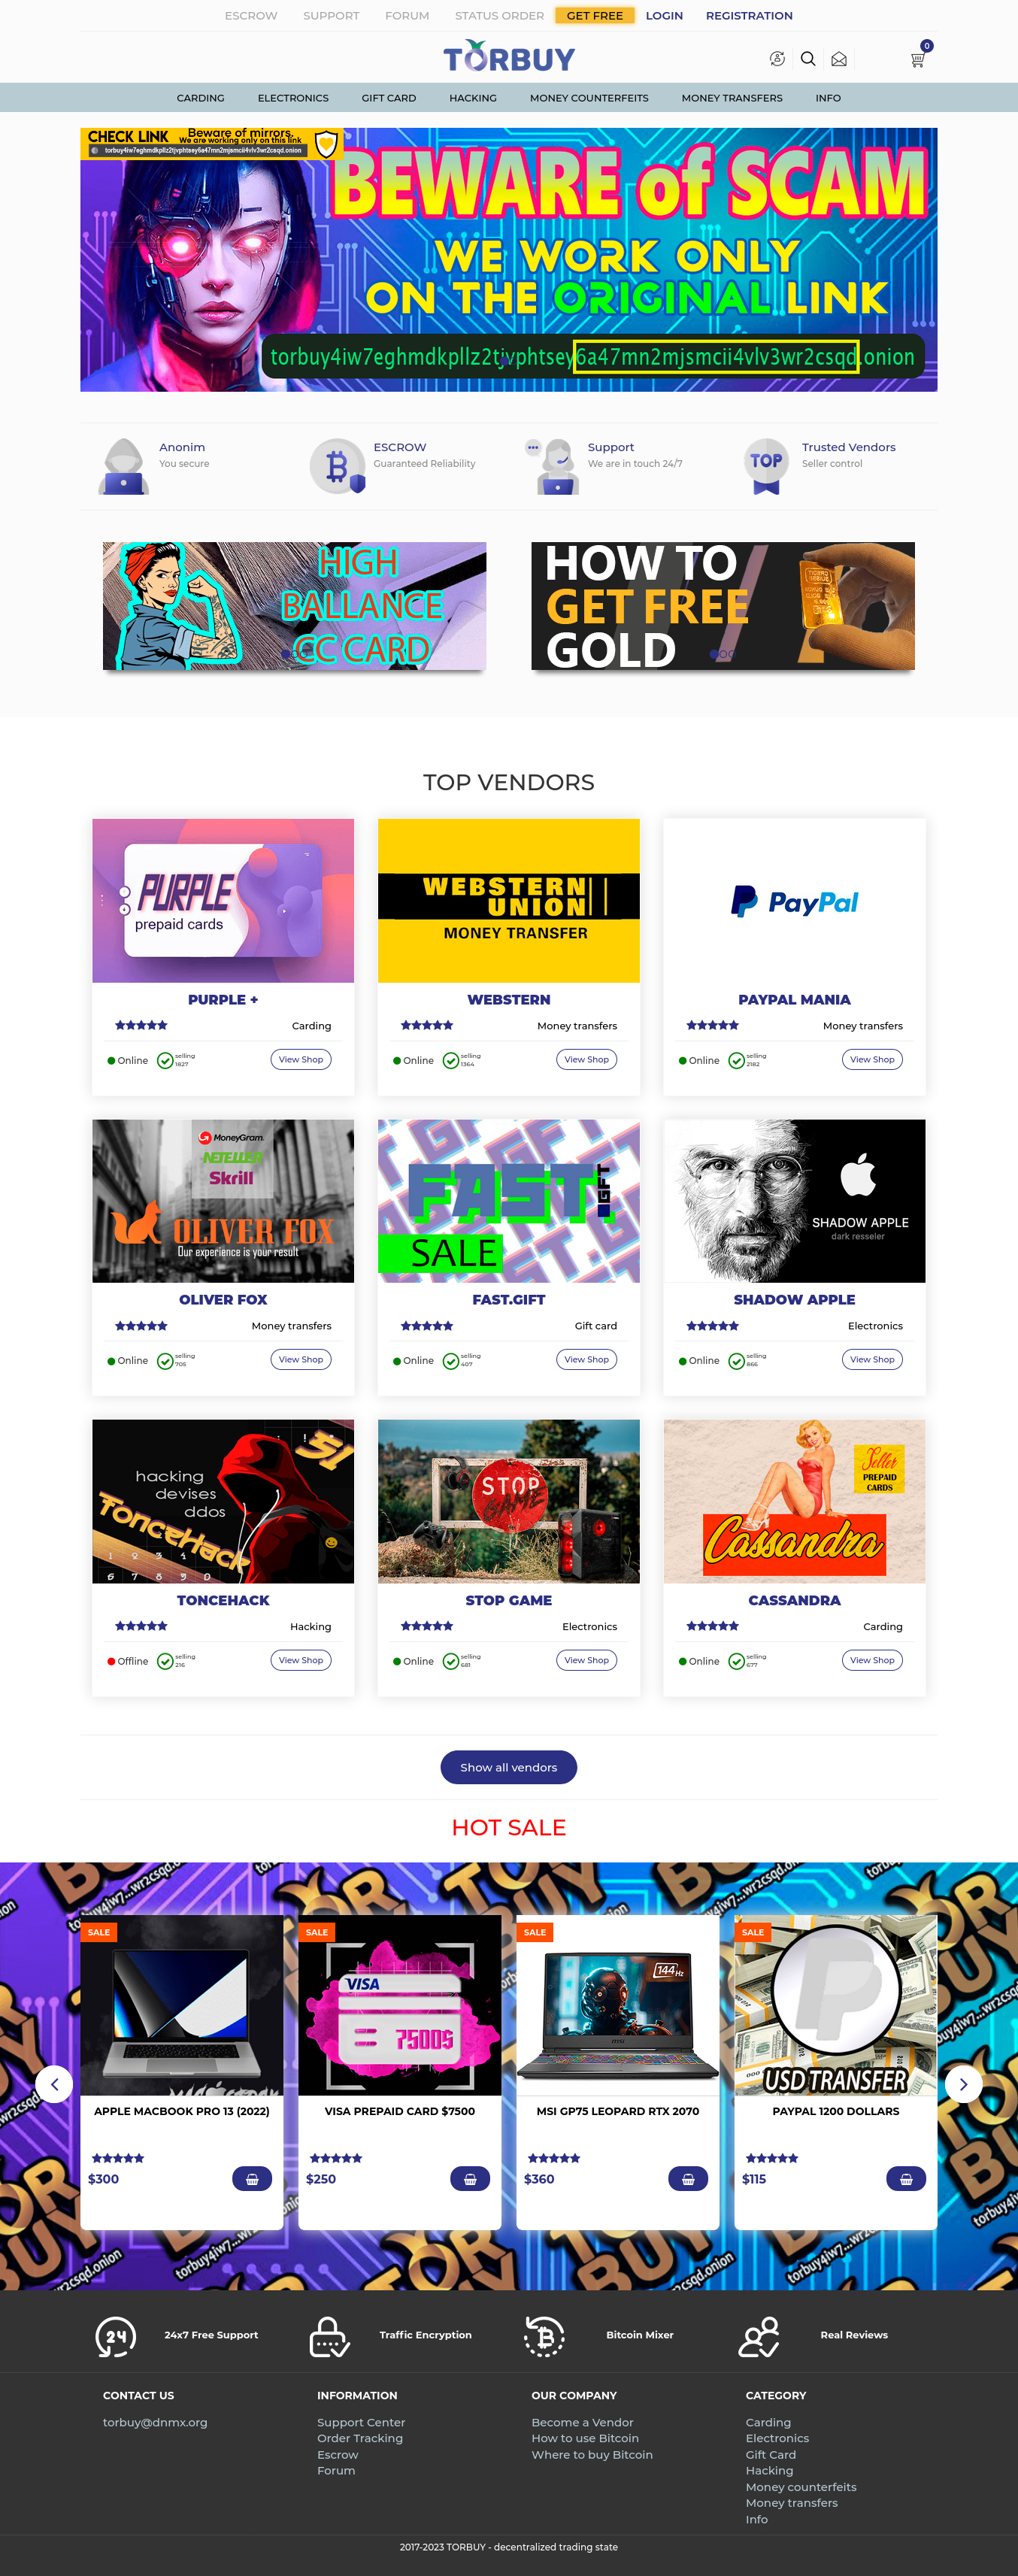 ESCROW SUPPORT FORUM STATUS ORDER GET FREE LOGIN REGISTRATION
TORBUY
0
CARDING ELECTRONICS GIFT CARD HACKING MONEY COUNTERFEITS MONEY TRANSFERS INFO
CHECK LINK Beware of mirrors.
We are working only on this link
BEWARE of SCAM
WE WORK ONLY
ON THE ORIGINAL LINK
Anonim
You secure
ESCROW
Guaranteed Reliability
Support
We are in touch 24/7
TOP
Trusted Vendors
Seller control
HIGH
BALLANCE
CC CARD
HOW TO
GET FREE
GOLD
TOP VENDORS
PURPLE
prepaid cards
WEBSTERN
UNION
MONEY TRANSFER
PayPal
PURPLE +
Carding
Online selling 1827 View Shop
WEBSTERN
Money transfers
Online selling 1364 View Shop
PAYPAL MANIA
Money transfers
Online selling 2182 View Shop
MoneyGram.
NETELLER
Skrill
OLIVER FOX
Our experience is your result
FAST.GIFT
SALE
SHADOW APPLE
dark resseler
OLIVER FOX
Money transfers
Online selling 705 View Shop
FAST.GIFT
Gift card
Online selling 407 View Shop
SHADOW APPLE
Electronics
Online selling 866 View Shop
hacking
devises
ddos
TonceHack
STOP
GAME
Seller
PREPAID
CARDS
Cassandra
TONCEHACK
Hacking
Offline selling 216 View Shop
STOP GAME
Electronics
Online selling 681 View Shop
CASSANDRA
Carding
Online selling 677 View Shop
Show all vendors
HOT SALE
SALE
SALE
VISA
7500$
SALE
144Hz
SALE
USD TRANSFER
APPLE MACBOOK PRO 13 (2022)
$300
VISA PREPAID CARD $7500
$250
MSI GP75 LEOPARD RTX 2070
$360
PAYPAL 1200 DOLLARS
$115
24 24x7 Free Support
Traffic Encryption
Bitcoin Mixer
Real Reviews
CONTACT US
torbuy@dnmx.org
INFORMATION
Support Center
Order Tracking
Escrow
Forum
OUR COMPANY
Become a Vendor
How to use Bitcoin
Where to buy Bitcoin
CATEGORY
Carding
Electronics
Gift Card
Hacking
Money counterfeits
Money transfers
Info
2017-2023 TORBUY - decentralized trading state